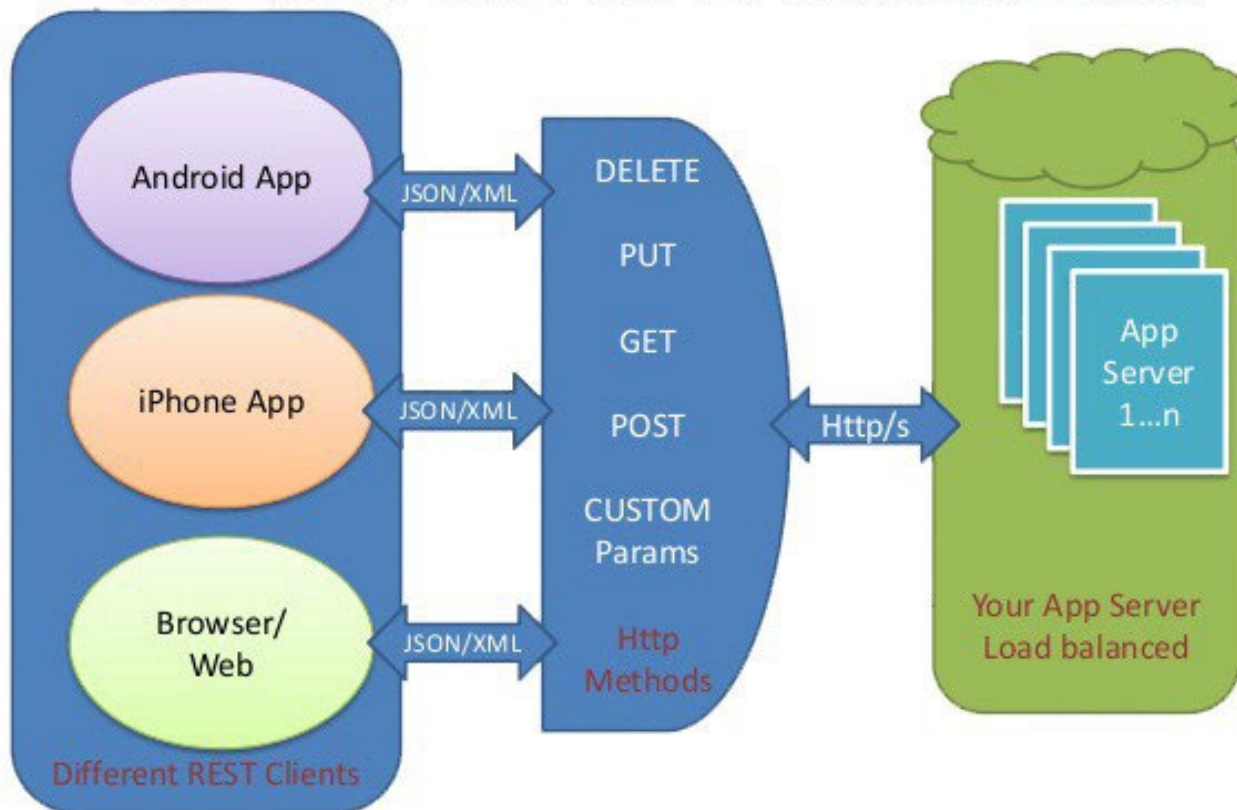 Android App
JSON/XML
iPhone App
JSON/XML
Browser/
Web
JSON/XML
Different REST Clients
DELETE
PUT
GET
POST
CUSTOM
Params
Http
Methods
Http/s
App
Server
1...n
Your App Server
Load balanced